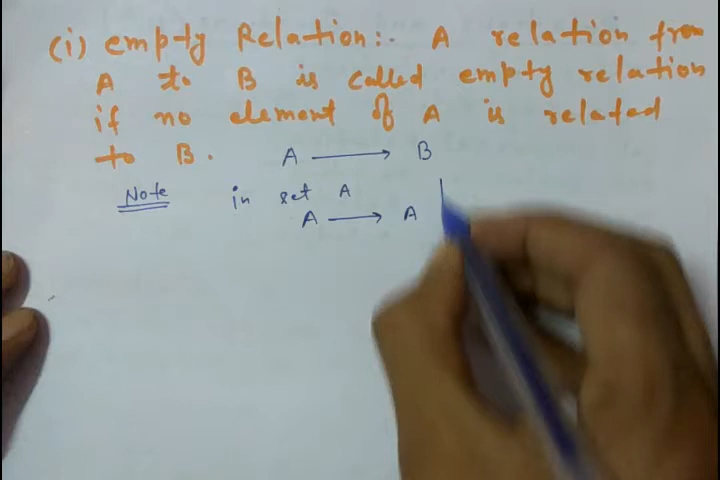 (i) empty Relation:- A relation from
A to B is called empty relation
if no element of A is related
to B. A ⟶ B
Note in set A
A ⟶ A